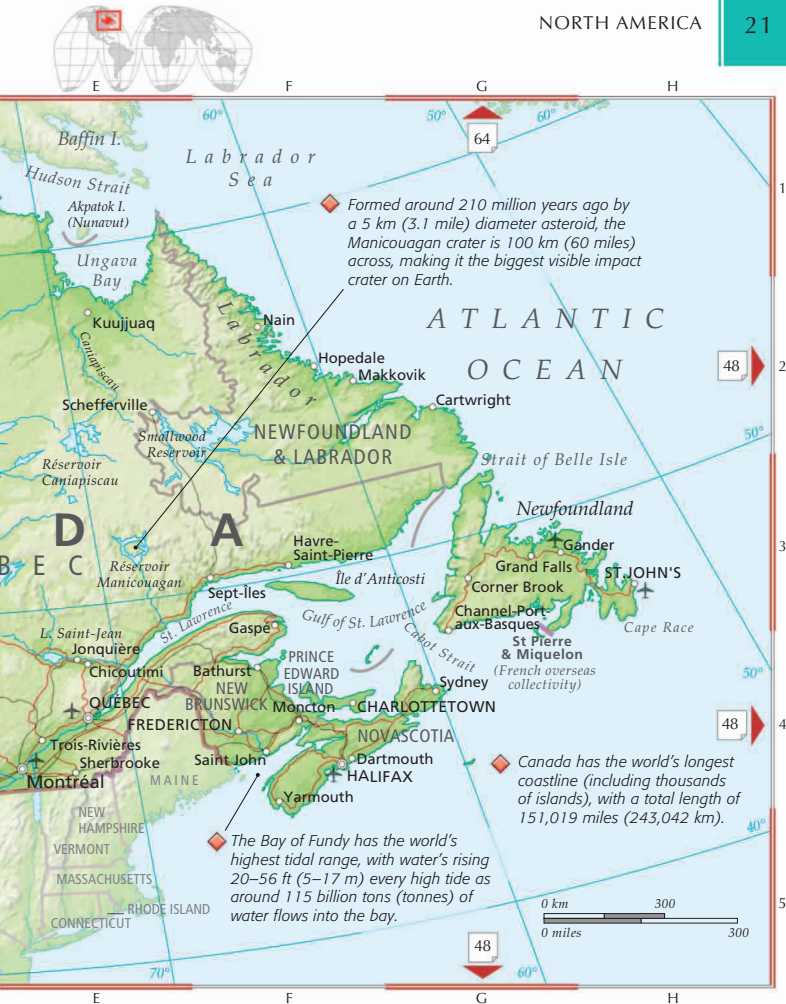 NORTH AMERICA
21
E
F
G
H
60°
50°
60°
64
Baffin I.
Labrador
Sea
Hudson Strait
1
Akpatok I.
(Nunavut)
Formed around 210 million years ago by
a 5 km (3.1 mile) diameter asteroid, the
Manicouagan crater is 100 km (60 miles)
across, making it the biggest visible impact
crater on Earth.
Ungava
Bay
Kuujjuaq
Nain
Labrador
ATLANTIC
OCEAN
Caniapiscau
Hopedale
Makkovik
48
2
Schefferville
Cartwright
Smallwood
Reservoir
NEWFOUNDLAND
& LABRADOR
50°
Réservoir
Caniapiscau
Strait of Belle Isle
Newfoundland
D
A
Havre-
Saint-Pierre
Gander
3
B E C
Réservoir
Manicouagan
Grand Falls
ST.JOHN'S
Île d'Anticosti
Corner Brook
Sept-Îles
St. Lawrence
Gulf of St. Lawrence
Channel-Port-
aux-Basques
Cape Race
Gaspé
L. Saint-Jean
Jonquière
Cabot Strait
St Pierre
& Miquelon
(French overseas
collectivity)
Chicoutimi
Bathurst
PRINCE
EDWARD
ISLAND
50°
NEW
BRUNSWICK
Sydney
QUÉBEC
Moncton
CHARLOTTETOWN
FREDERICTON
48
4
NOVASCOTIA
Trois-Rivières
Sherbrooke
Saint John
Dartmouth
HALIFAX
Montréal
MAINE
Canada has the world's longest
coastline (including thousands
of islands), with a total length of
151,019 miles (243,042 km).
Yarmouth
NEW
HAMPSHIRE
40°
VERMONT
The Bay of Fundy has the world's
highest tidal range, with water's rising
20–56 ft (5–17 m) every high tide as
around 115 billion tons (tonnes) of
water flows into the bay.
MASSACHUSETTS
RHODE ISLAND
CONNECTICUT
0 km 300
0 miles 300
5
48
70°
60°
E
F
G
H